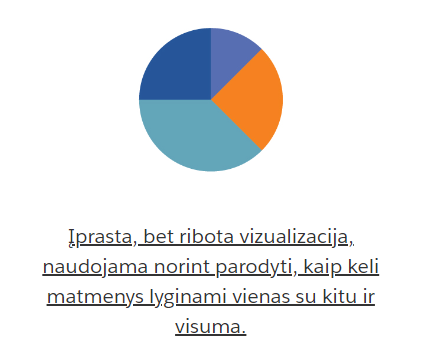 Įprasta, bet ribota vizualizacija,
naudojama norint parodyti, kaip keli
matmenys lyginami vienas su kitu ir
visuma.